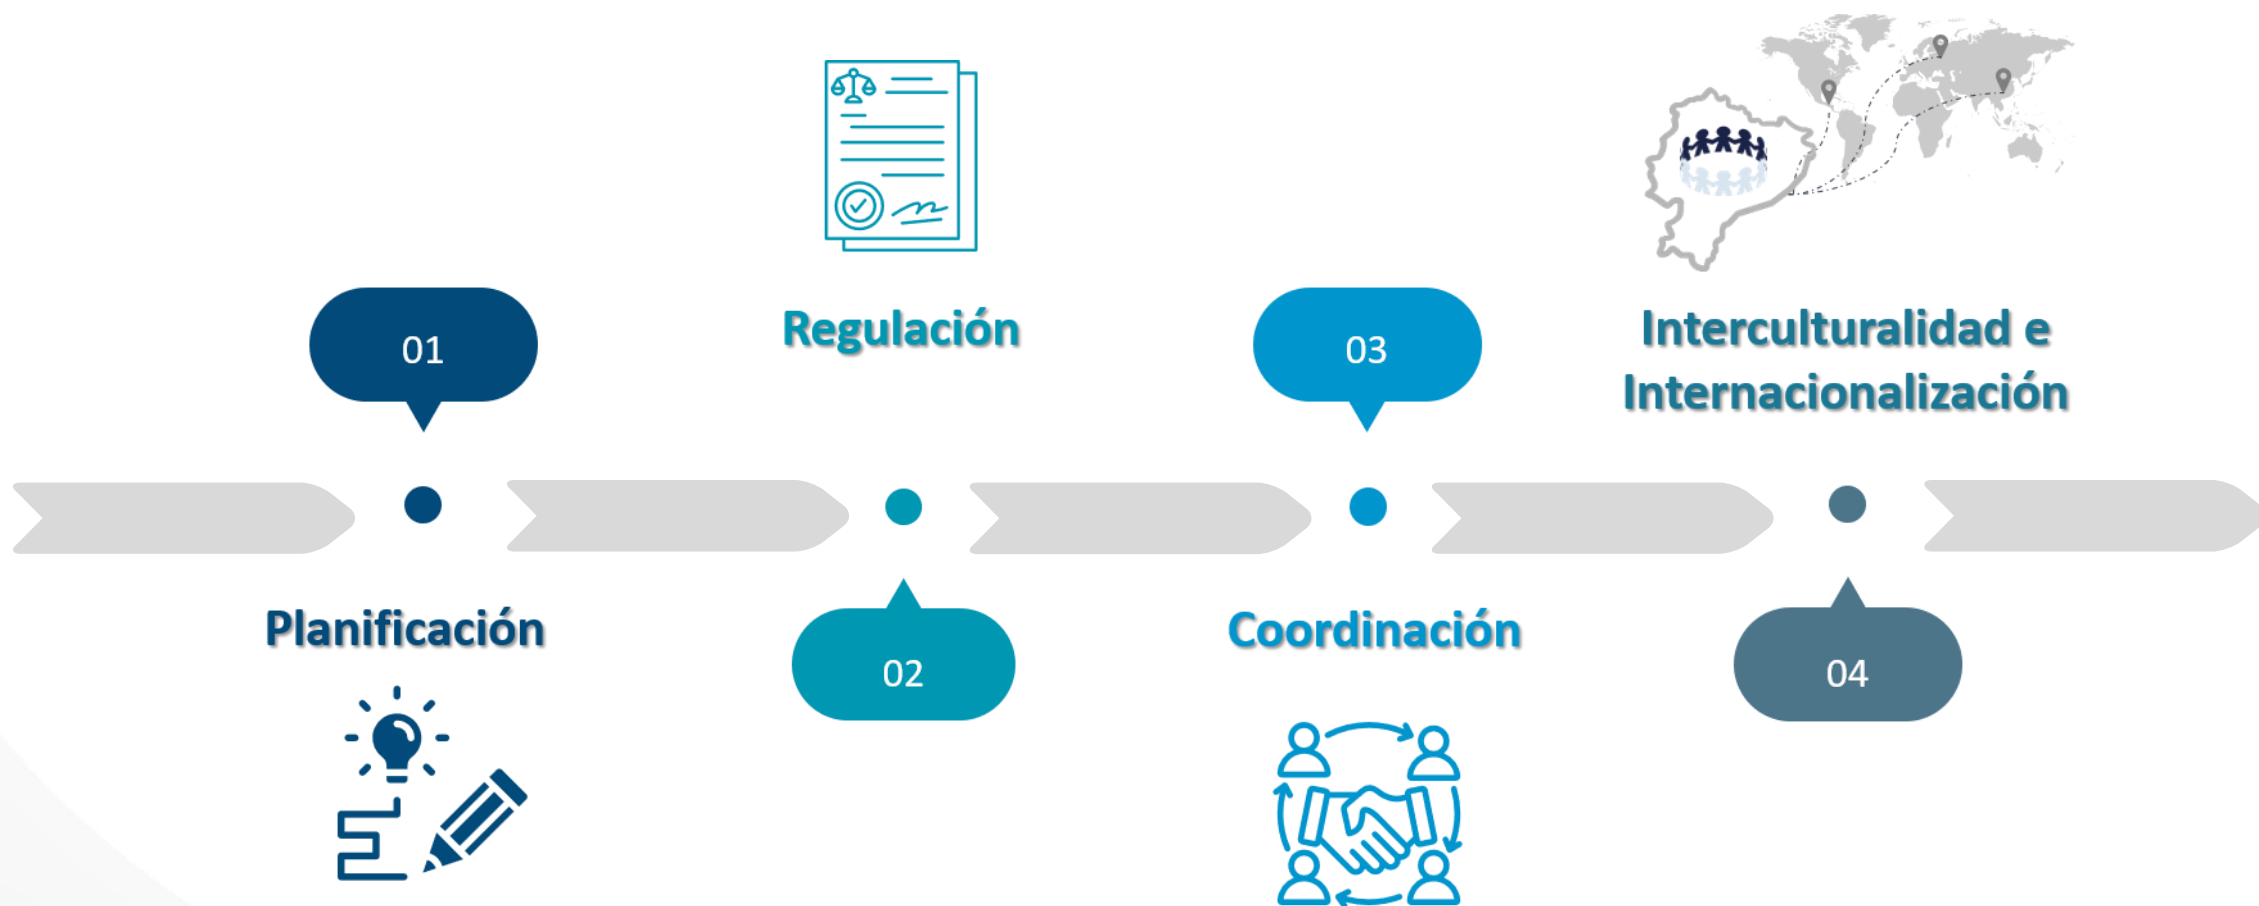 01
Planificación
Regulación
02
03
Coordinación
Interculturalidad e
Internacionalización
04